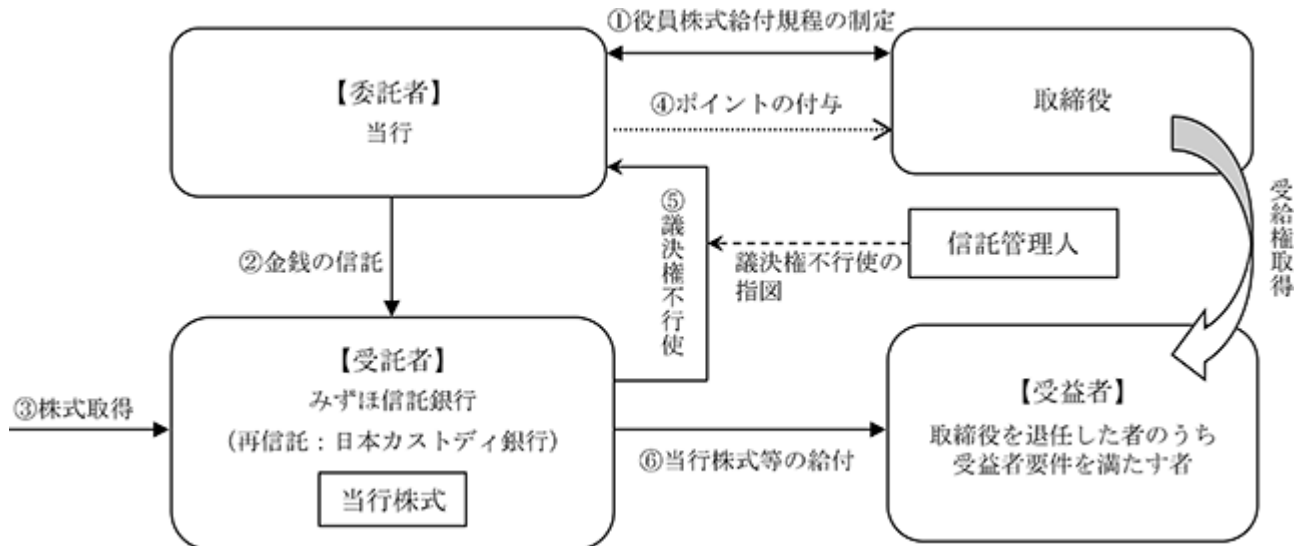 ①役員株式給付規程の制定
【委託者】
当行
取締役
④ポイントの付与
⑤議決権不行使
受給権取得
信託管理人
②金銭の信託
議決権不行使の
指図
【受託者】
みずほ信託銀行
(再信託:日本カストディ銀行)
当行株式
③株式取得
⑥当行株式等の給付
【受益者】
取締役を退任した者のうち
受益者要件を満たす者